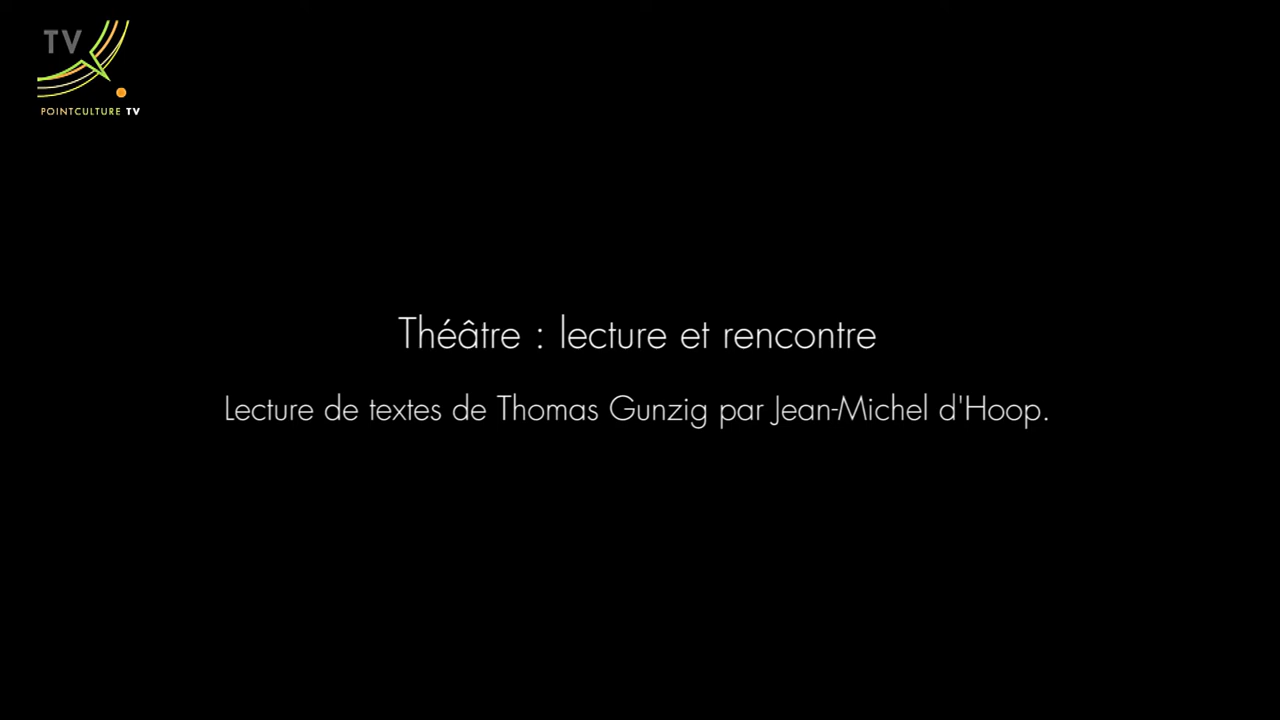 TV
POINTCULTURE TV
Théâtre : lecture et rencontre
Lecture de textes de Thomas Gunzig par Jean-Michel d'Hoop.